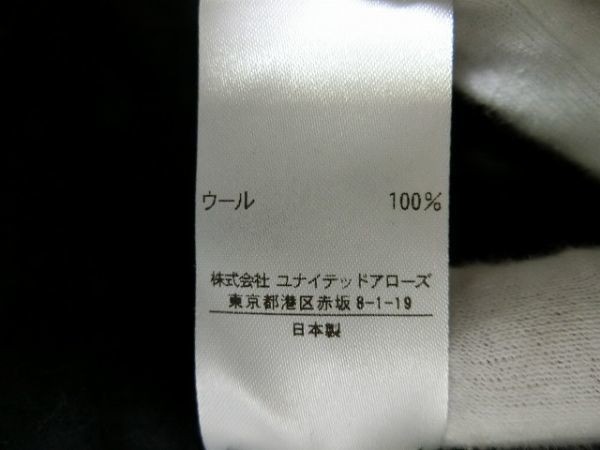 ウール 100%
株式会社 ユナイテッドアローズ
東京都港区赤坂 8-1-19
日本製